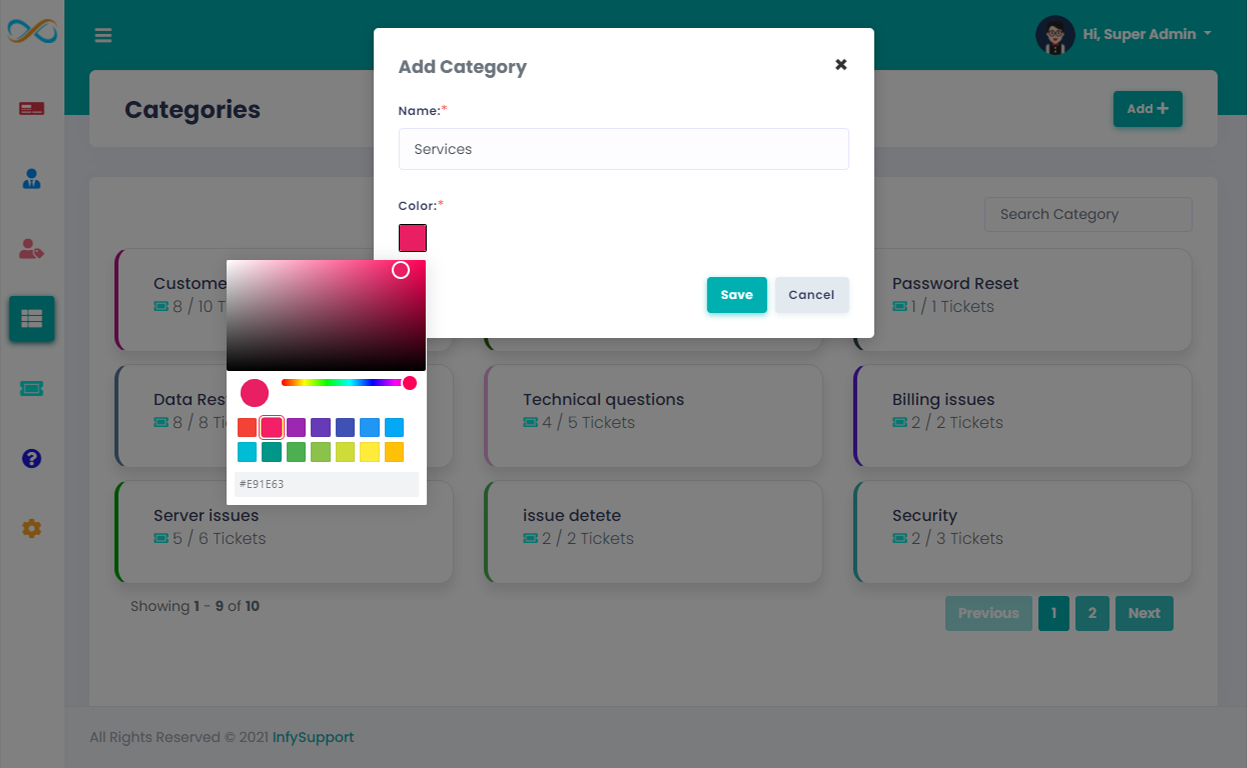 Hi, Super Admin
Add Category
Categories
Add
Name:*
Services
Color:*
Search Category
Save
Cancel
Custome
8 / 10 T
Password Reset
1 / 1 Tickets
Data Res
8 / 8 Ti
Technical questions
4 / 5 Tickets
Billing issues
2 / 2 Tickets
#E91E63
Server issues
5 / 6 Tickets
issue detete
2 / 2 Tickets
Security
2 / 3 Tickets
Showing 1 - 9 of 10
Previous 1 2 Next
All Rights Reserved © 2021 InfySupport